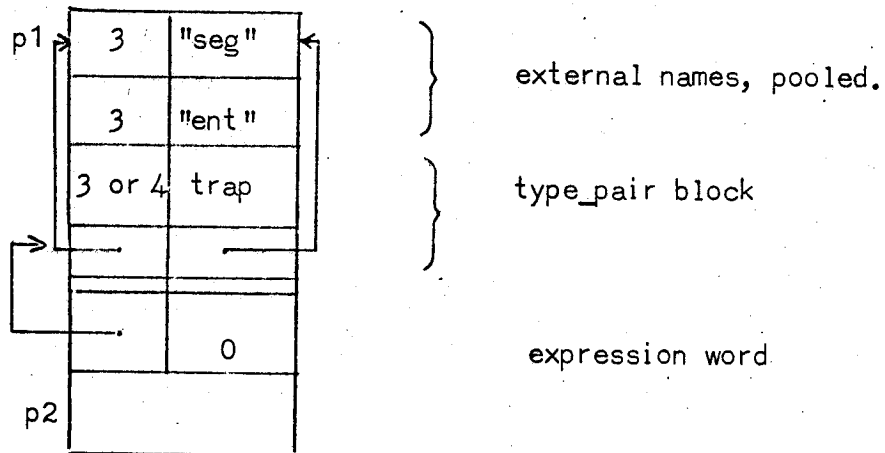 p1 3 "seg"
external names, pooled.
3 "ent"
3 or 4 trap
type_pair block
0
expression word
p2